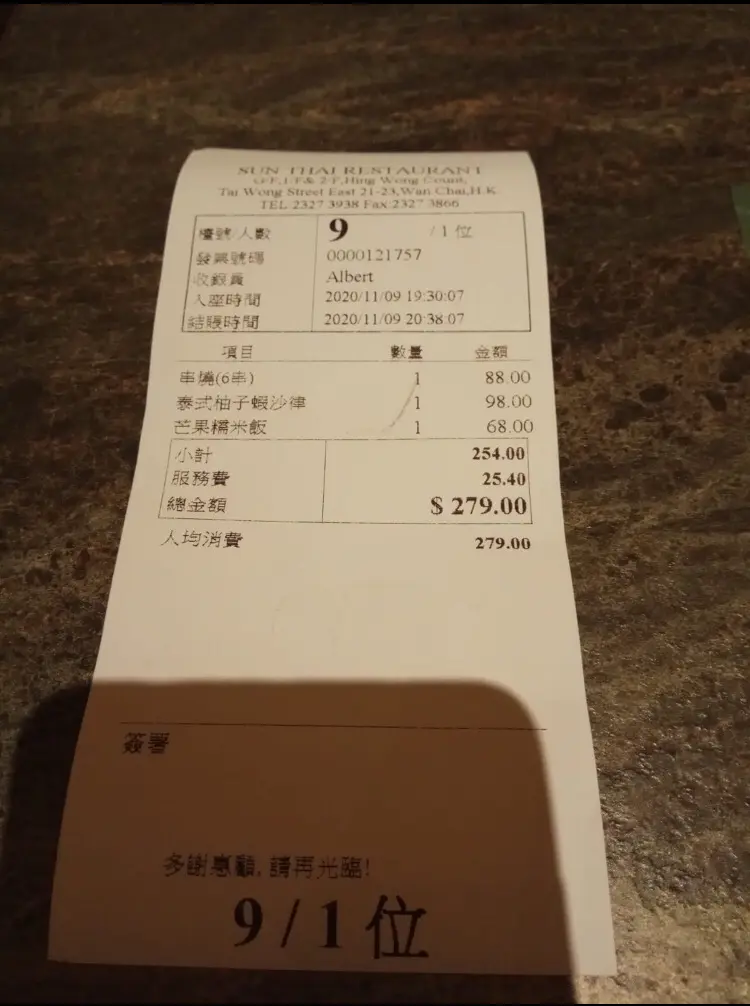 SUN THAI RESTAURANT
G/F,1/F& 2/F,Hing Wong Court,
Tai Wong Street East 21-23,Wan Chai,H.K
TEL:2327 3938 Fax:2327 3866
檯號/人數 9 /1 位
發票號碼 0000121757
收銀員 Albert
入座時間 2020/11/09 19:30:07
結賬時間 2020/11/09 20:38:07
項目 數量 金額
串燒(6串) 1 88.00
泰式柚子蝦沙律 1 98.00
芒果糯米飯 1 68.00
小計 254.00
服務費 25.40
總金額 $ 279.00
人均消費 279.00
簽署
多謝惠顧, 請再光臨!
9 / 1 位